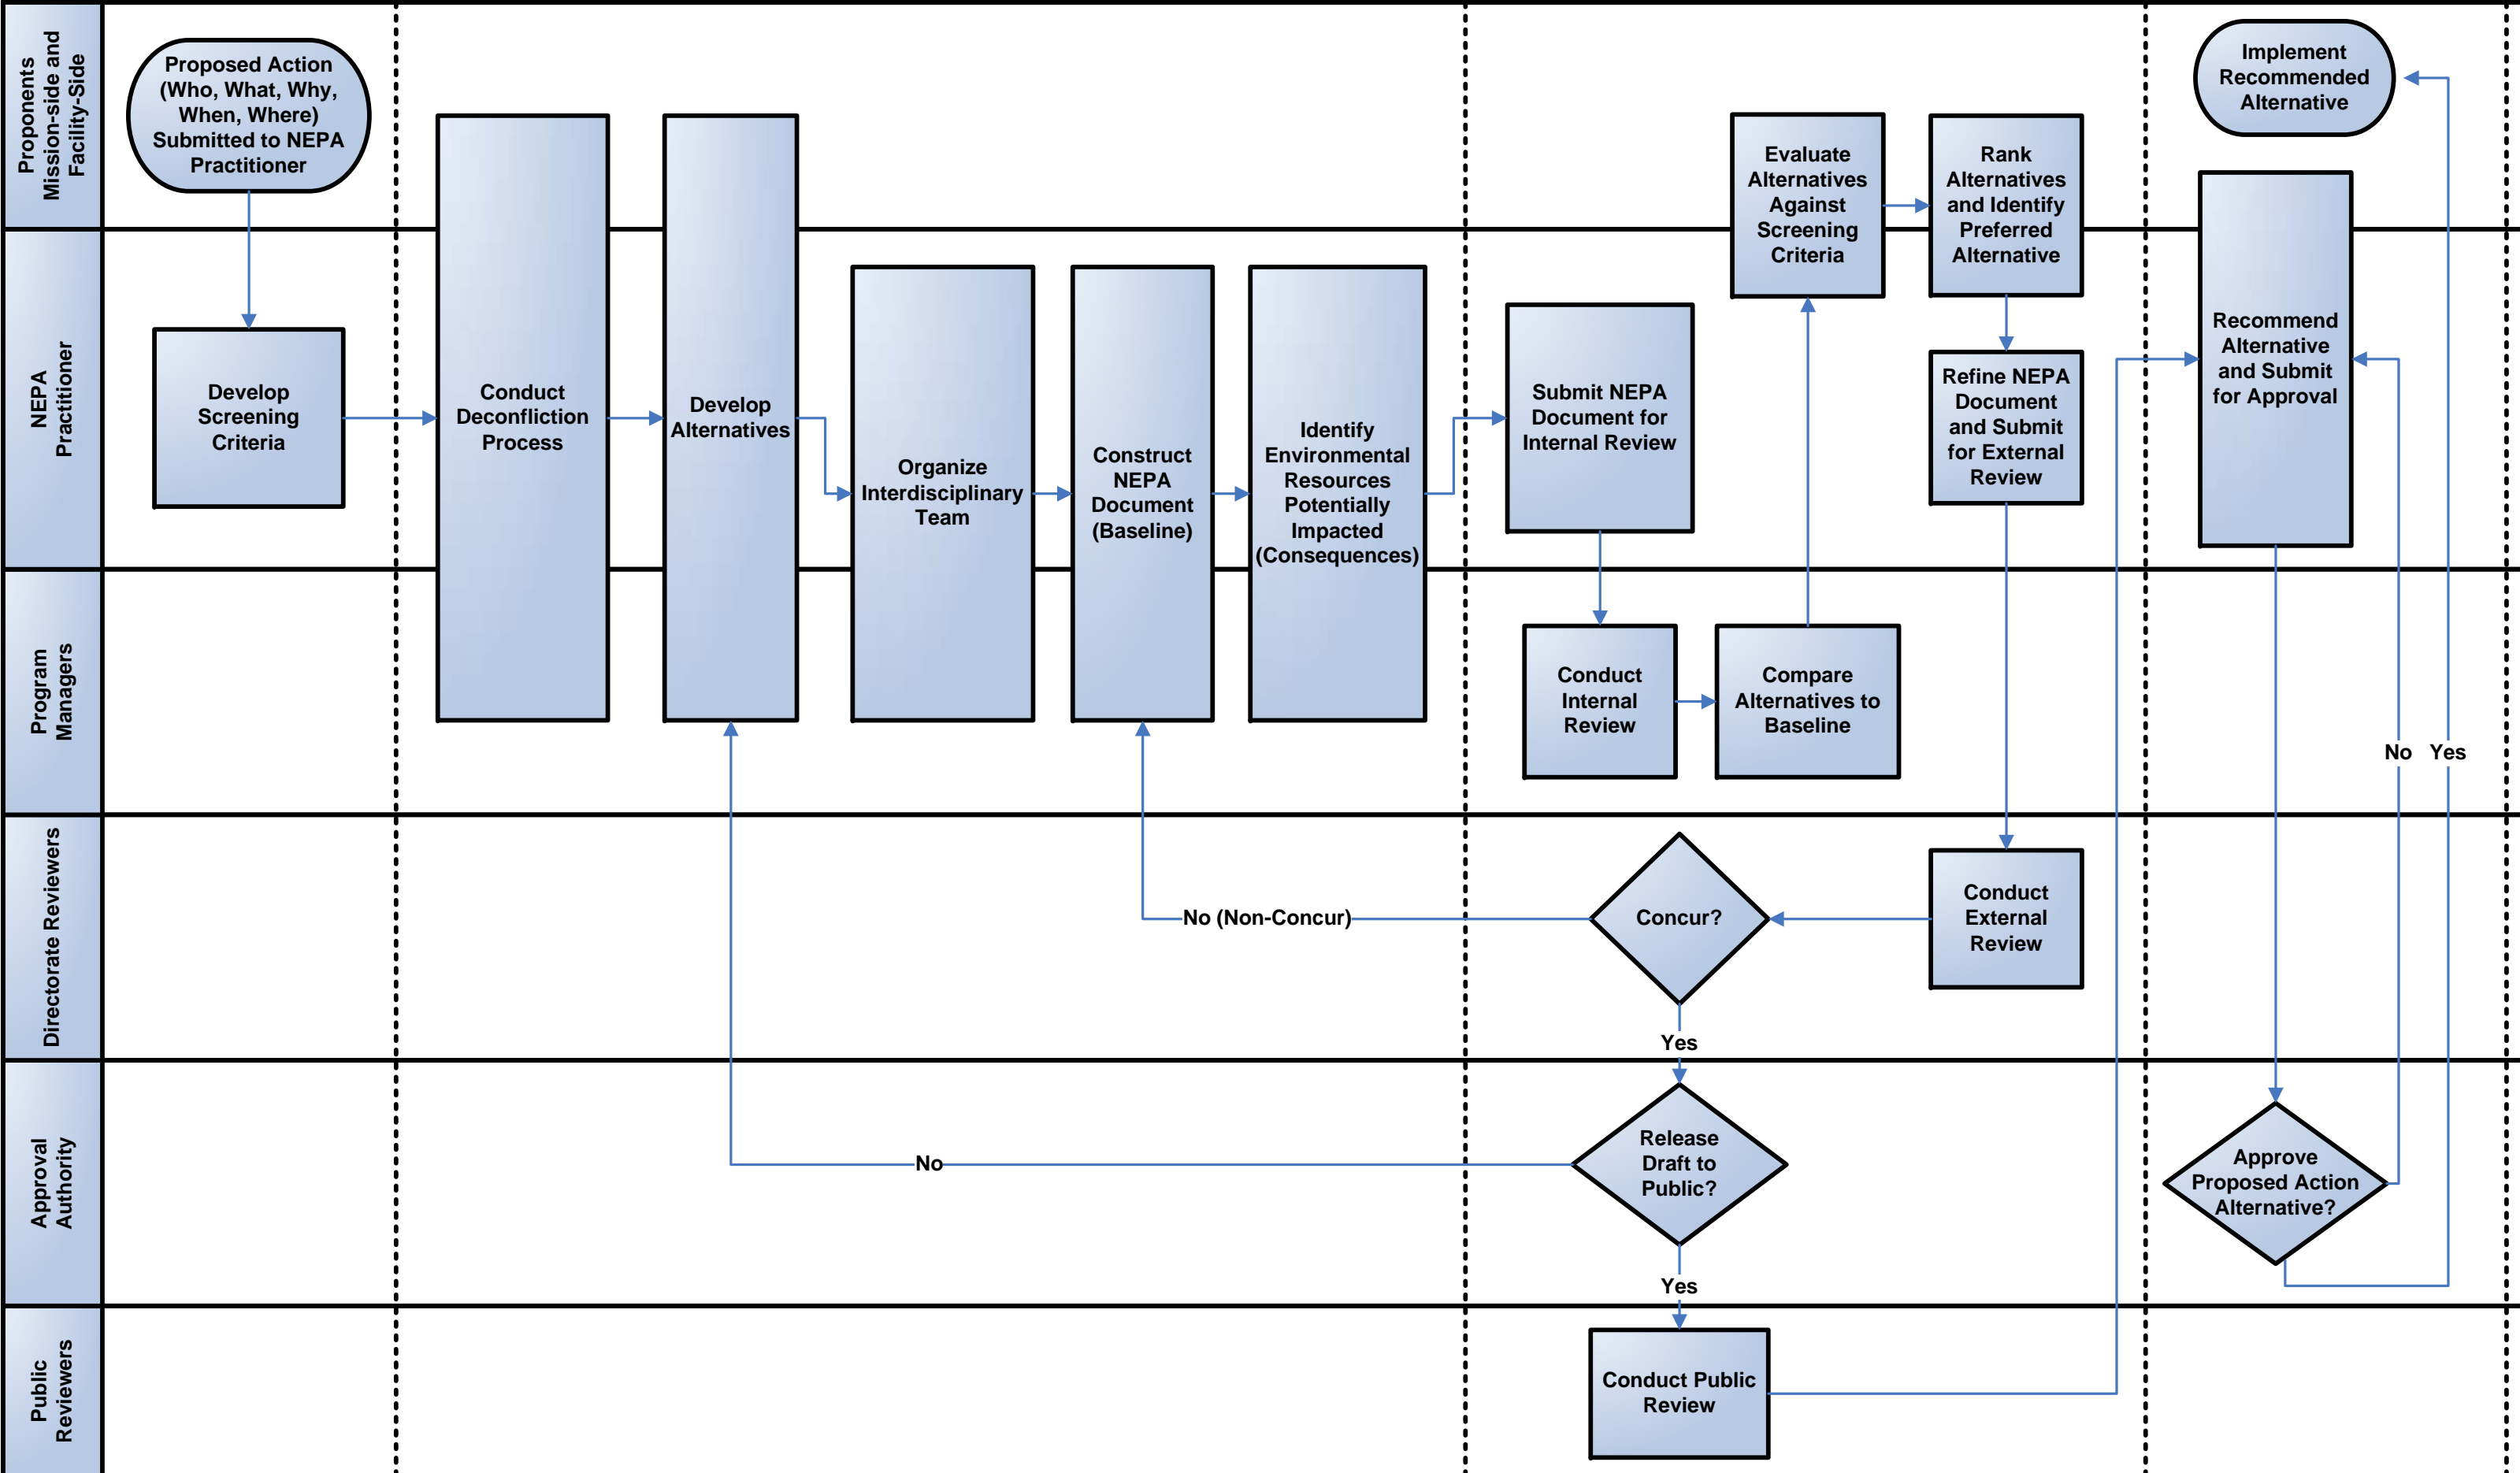 Proponents
Mission-side and
Facility-Side
Proposed Action
(Who, What, Why,
When, Where)
Submitted to NEPA
Practitioner
Evaluate
Alternatives
Against
Screening
Criteria
Rank
Alternatives
and Identify
Preferred
Alternative
Implement
Recommended
Alternative
NEPA
Practitioner
Develop
Screening
Criteria
Conduct
Deconfliction
Process
Develop
Alternatives
Organize
Interdisciplinary
Team
Construct
NEPA
Document
(Baseline)
Identify
Environmental
Resources
Potentially
Impacted
(Consequences)
Submit NEPA
Document for
Internal Review
Refine NEPA
Document
and Submit
for External
Review
Recommend
Alternative
and Submit
for Approval
Program
Managers
Conduct
Internal
Review
Compare
Alternatives to
Baseline
No
Yes
Directorate Reviewers
No (Non-Concur)
Concur?
Conduct
External
Review
Yes
Approval
Authority
No
Release
Draft to
Public?
Approve
Proposed Action
Alternative?
Yes
Public
Reviewers
Conduct Public
Review